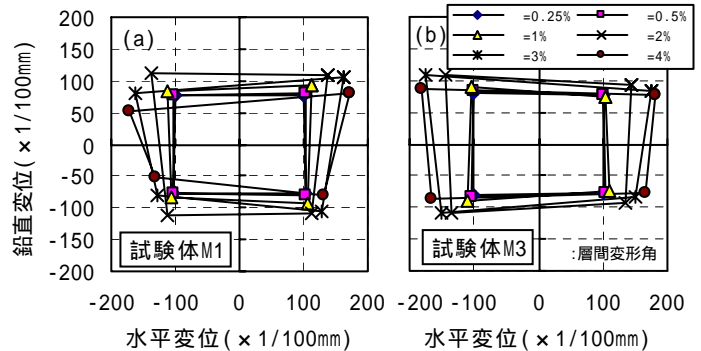 =0.25% =0.5%
=1% =2%
=3% =4%
(a)
(b)
200
150
100
50
0
-50
-100
-150
-200
鉛直変位(×1/100mm)
試験体M1
試験体M3
:層間変形角
-200 -100 0 100 200
-200 -100 0 100 200
水平変位(×1/100mm)
水平変位(×1/100mm)